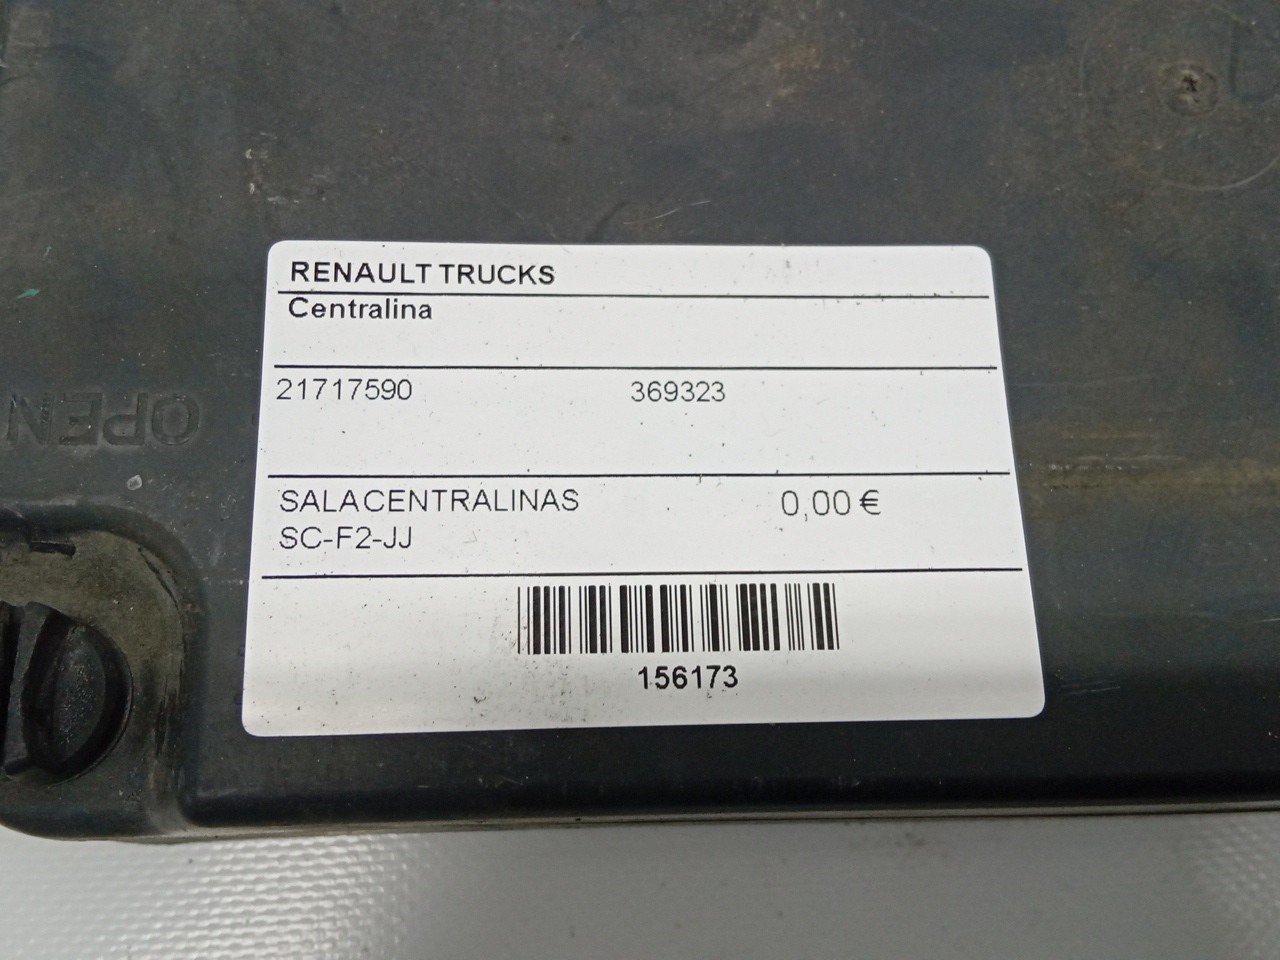 RENAULT TRUCKS
Centralina
21717590 369323
OPEN
SALACENTRALINAS 0,00 €
SC-F2-JJ
156173